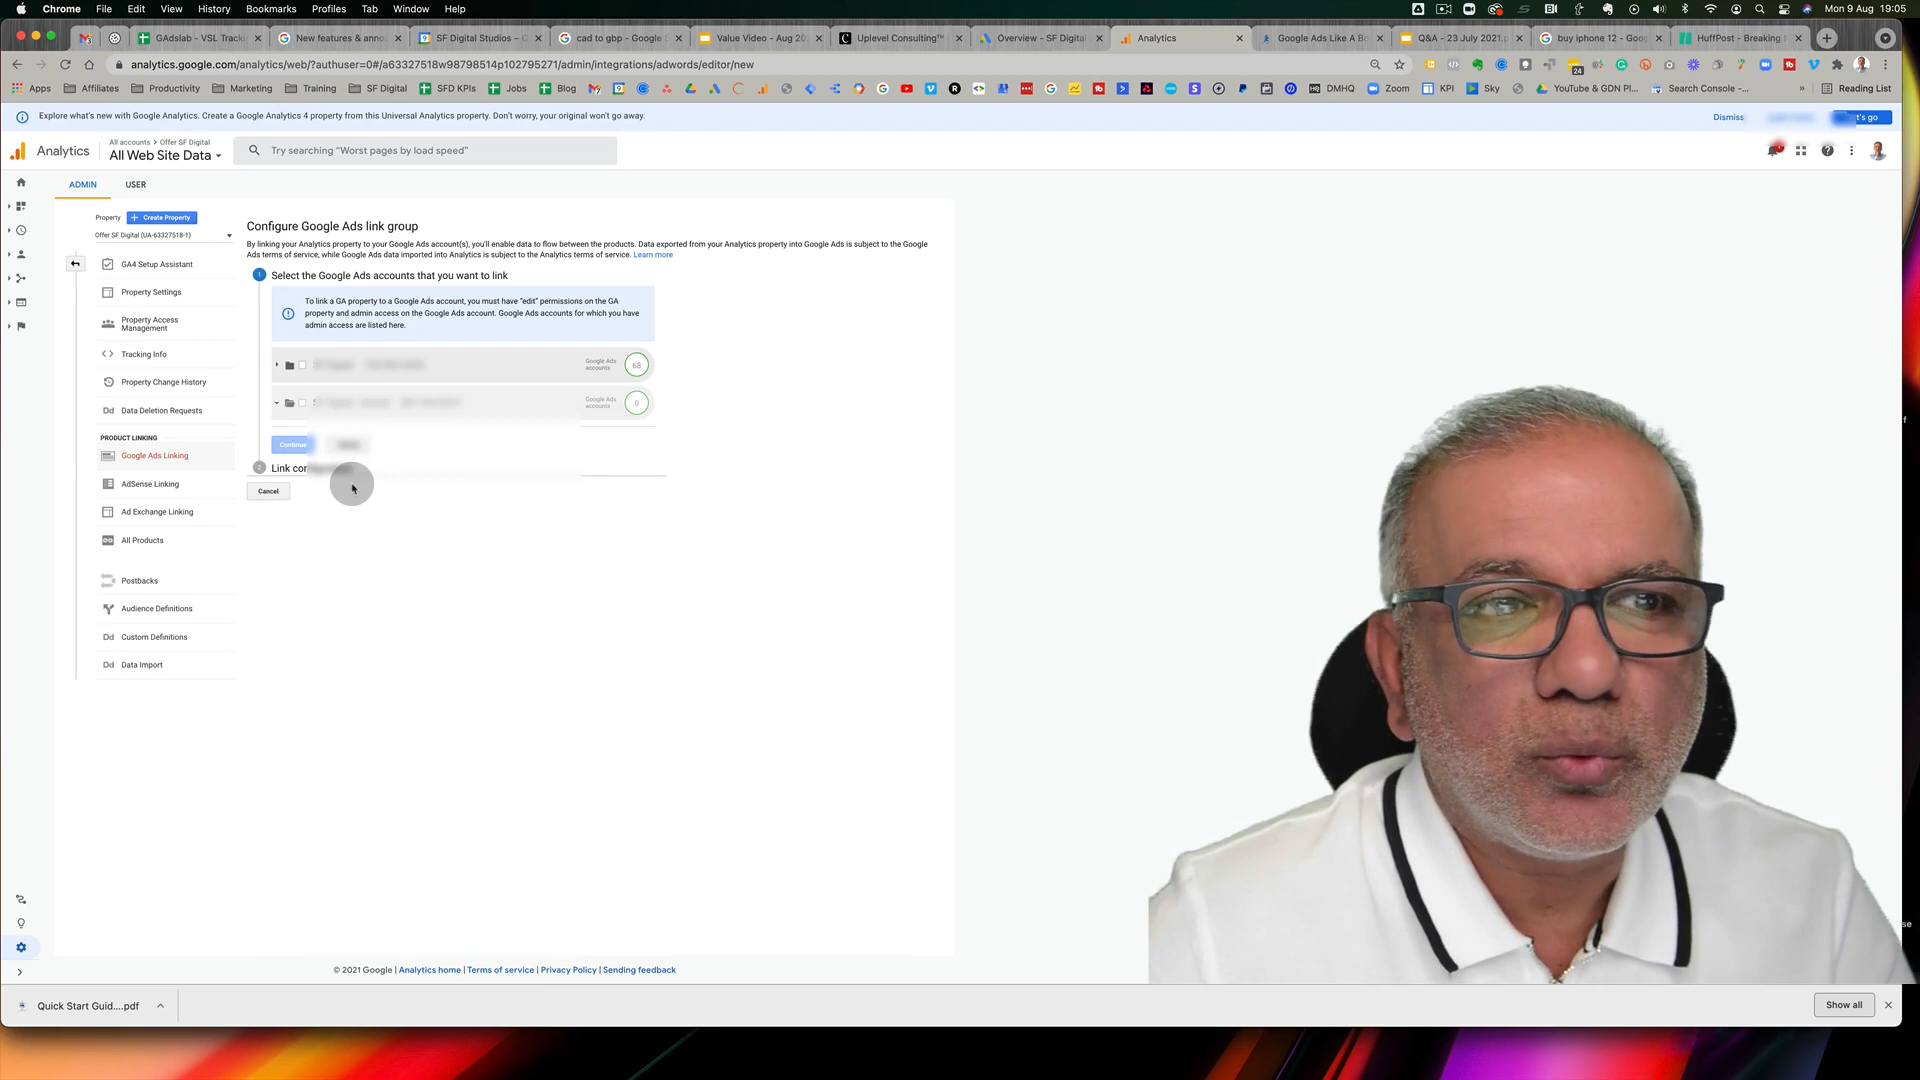 Chrome File Edit View History Bookmarks Profiles Tab Window Help
Mon 9 Aug 19:05
GAdslab - VSL Tracki
New features & anno
SF Digital Studios – C
cad to gbp - Google S
Value Video - Aug 20
Uplevel Consulting™
Overview - SF Digital
Analytics
Google Ads Like A Bo
Q&A - 23 July 2021.p
buy iphone 12 - Goog
HuffPost - Breaking N
analytics.google.com/analytics/web/?authuser=0#/a63327518w98798514p102795271/admin/integrations/adwords/editor/new
24
Apps Affiliates Productivity Marketing Training SF Digital SFD KPIs Jobs Blog DMHQ Zoom KPI Sky YouTube & GDN Pl... Search Console -... » Reading List
Explore what's new with Google Analytics. Create a Google Analytics 4 property from this Universal Analytics property. Don't worry, your original won't go away.
Dismiss
Analytics
All accounts > Offer SF Digital
All Web Site Data
Try searching "Worst pages by load speed"
ADMIN USER
Property + Create Property
Offer SF Digital (UA-63327518-1)
GA4 Setup Assistant
Property Settings
Property Access
Management
Tracking Info
Property Change History
Dd Data Deletion Requests
PRODUCT LINKING
Google Ads Linking
AdSense Linking
Ad Exchange Linking
All Products
Postbacks
Audience Definitions
Dd Custom Definitions
Dd Data Import
Configure Google Ads link group
By linking your Analytics property to your Google Ads account(s), you'll enable data to flow between the products. Data exported from your Analytics property into Google Ads is subject to the Google
Ads terms of service, while Google Ads data imported into Analytics is subject to the Analytics terms of service. Learn more
1 Select the Google Ads accounts that you want to link
To link a GA property to a Google Ads account, you must have "edit" permissions on the GA
property and admin access on the Google Ads account. Google Ads accounts for which you have
admin access are listed here.
Google Ads
accounts
68
Google Ads
accounts
0
Continue
2 Link
Cancel
© 2021 Google | Analytics home | Terms of service | Privacy Policy | Sending feedback
Quick Start Guid....pdf
Show all